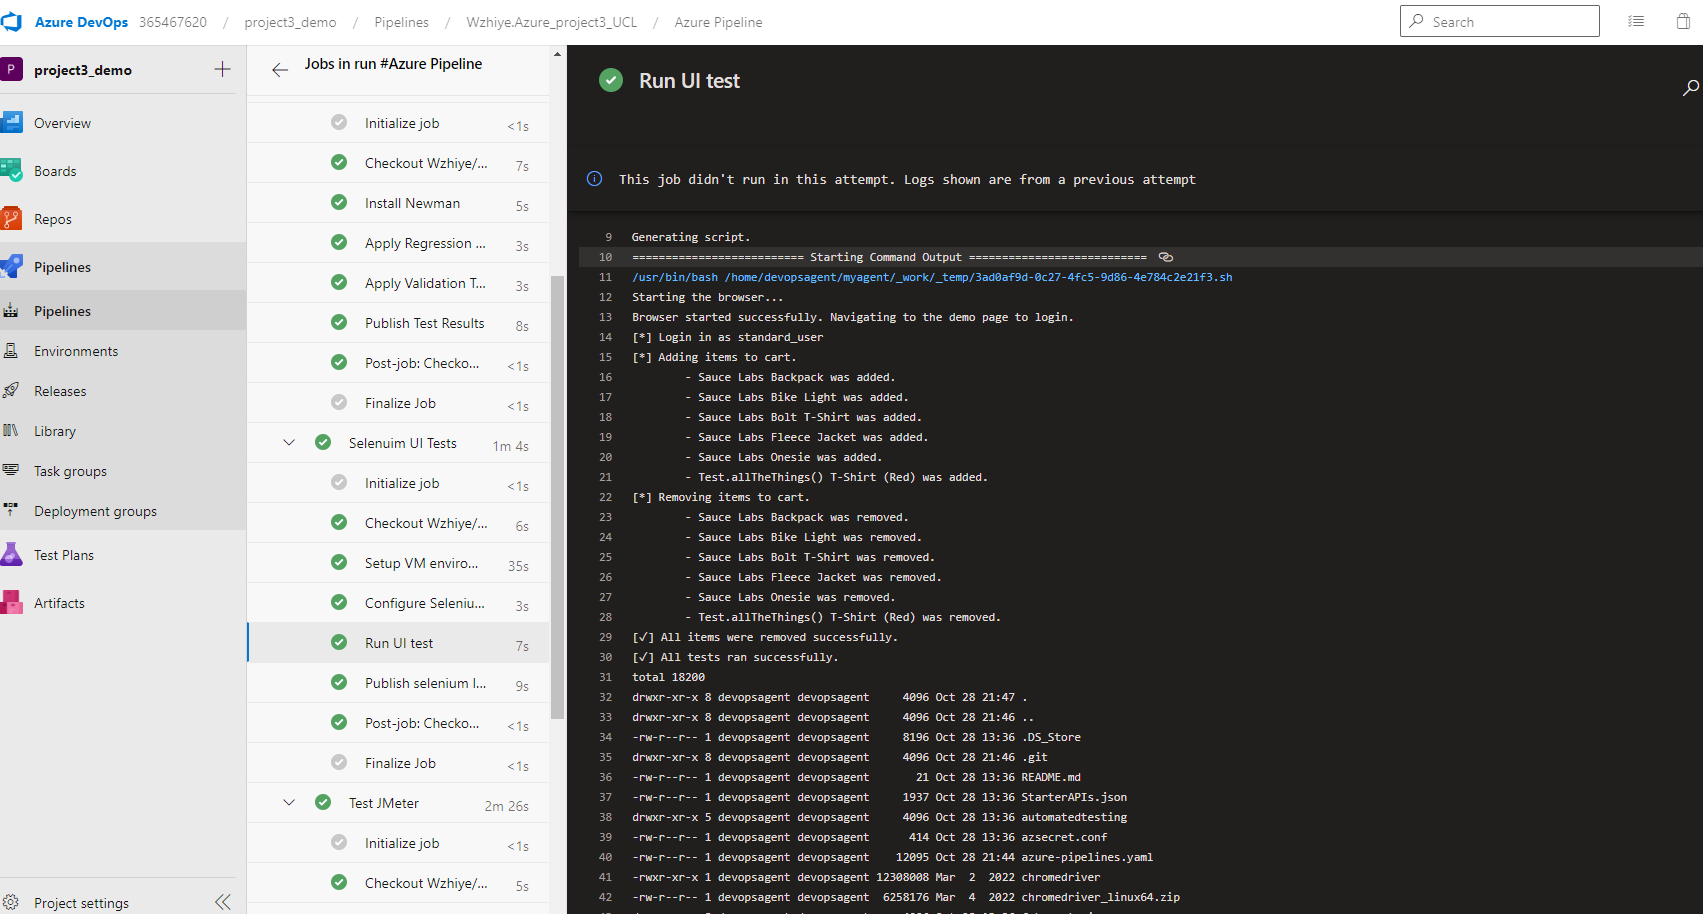 Azure DevOps 365467620 / project3_demo / Pipelines / Wzhiye.Azure_project3_UCL / Azure Pipeline
Search
P project3_demo
Overview
Boards
Repos
Pipelines
Pipelines
Environments
Releases
Library
Task groups
Deployment groups
Test Plans
Artifacts
Project settings
Jobs in run #Azure Pipeline
Initialize job <1s
Checkout Wzhiye/... 7s
Install Newman 5s
Apply Regression ... 3s
Apply Validation T... 3s
Publish Test Results 8s
Post-job: Checko... <1s
Finalize Job <1s
Selenuim UI Tests 1m 4s
Initialize job <1s
Checkout Wzhiye/... 6s
Setup VM enviro... 35s
Configure Seleniu... 3s
Run UI test 7s
Publish selenium l... 9s
Post-job: Checko... <1s
Finalize Job <1s
Test JMeter 2m 26s
Initialize job <1s
Checkout Wzhiye/... 5s
Run UI test
This job didn't run in this attempt. Logs shown are from a previous attempt
9 Generating script.
10 ========================== Starting Command Output ===========================
11 /usr/bin/bash /home/devopsagent/myagent/_work/_temp/3ad0af9d-0c27-4fc5-9d86-4e784c2e21f3.sh
12 Starting the browser...
13 Browser started successfully. Navigating to the demo page to login.
14 [*] Login in as standard_user
15 [*] Adding items to cart.
16 - Sauce Labs Backpack was added.
17 - Sauce Labs Bike Light was added.
18 - Sauce Labs Bolt T-Shirt was added.
19 - Sauce Labs Fleece Jacket was added.
20 - Sauce Labs Onesie was added.
21 - Test.allTheThings() T-Shirt (Red) was added.
22 [*] Removing items to cart.
23 - Sauce Labs Backpack was removed.
24 - Sauce Labs Bike Light was removed.
25 - Sauce Labs Bolt T-Shirt was removed.
26 - Sauce Labs Fleece Jacket was removed.
27 - Sauce Labs Onesie was removed.
28 - Test.allTheThings() T-Shirt (Red) was removed.
29 [✓] All items were removed successfully.
30 [✓] All tests ran successfully.
31 total 18200
32 drwxr-xr-x 8 devopsagent devopsagent 4096 Oct 28 21:47 .
33 drwxr-xr-x 8 devopsagent devopsagent 4096 Oct 28 21:46 ..
34 -rw-r--r-- 1 devopsagent devopsagent 8196 Oct 28 13:36 .DS_Store
35 drwxr-xr-x 8 devopsagent devopsagent 4096 Oct 28 21:46 .git
36 -rw-r--r-- 1 devopsagent devopsagent 21 Oct 28 13:36 README.md
37 -rw-r--r-- 1 devopsagent devopsagent 1937 Oct 28 13:36 StarterAPIs.json
38 drwxr-xr-x 5 devopsagent devopsagent 4096 Oct 28 13:36 automatedtesting
39 -rw-r--r-- 1 devopsagent devopsagent 414 Oct 28 13:36 azsecret.conf
40 -rw-r--r-- 1 devopsagent devopsagent 12095 Oct 28 21:44 azure-pipelines.yaml
41 -rwxr-xr-x 1 devopsagent devopsagent 12308008 Mar 2 2022 chromedriver
42 -rw-r--r-- 1 devopsagent devopsagent 6258176 Mar 4 2022 chromedriver_linux64.zip